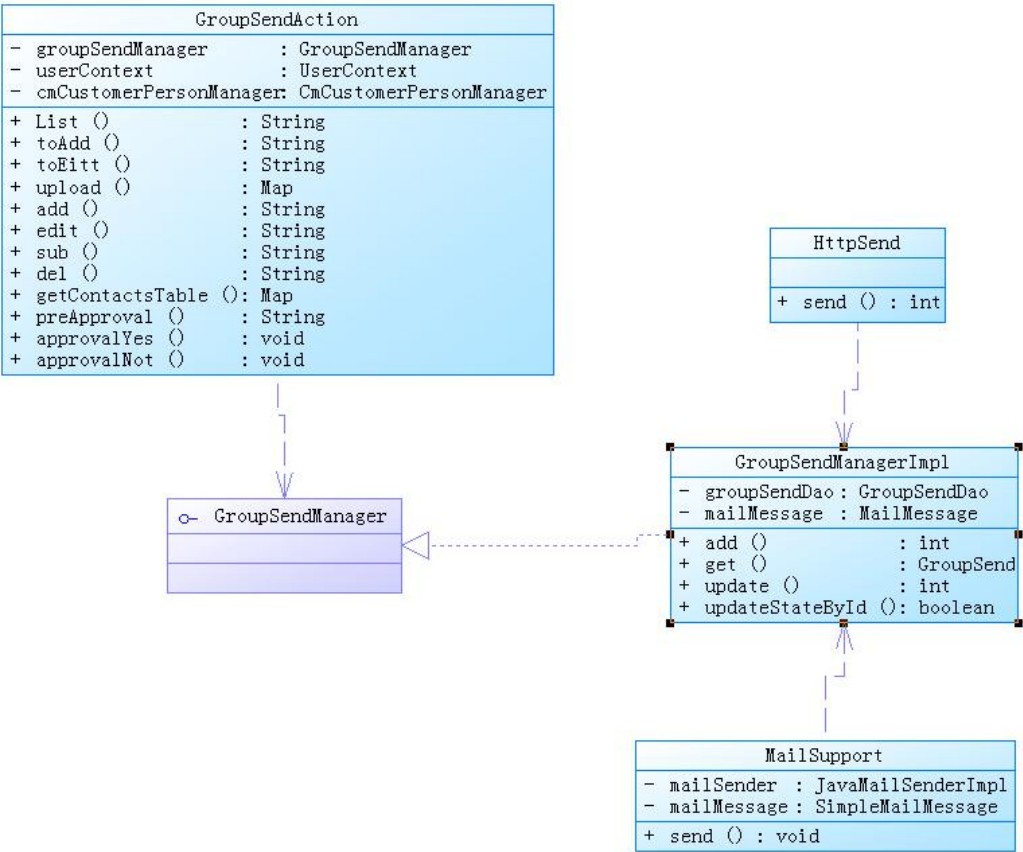 GroupSendAction
- groupSendManager : GroupSendManager
- userContext : UserContext
- cmCustomerPersonManager: CmCustomerPersonManager
+ List () : String
+ toAdd () : String
+ toEitt () : String
+ upload () : Map
+ add () : String
+ edit () : String
+ sub () : String
+ del () : String
+ getContactsTable (): Map
+ preApproval () : String
+ approvalYes () : void
+ approvalNot () : void
HttpSend
+ send () : int
GroupSendManager
GroupSendManagerImpl
- groupSendDao : GroupSendDao
- mailMessage : MailMessage
+ add () : int
+ get () : GroupSend
+ update () : int
+ updateStateById (): boolean
MailSupport
- mailSender : JavaMailSenderImpl
- mailMessage : SimpleMailMessage
+ send () : void